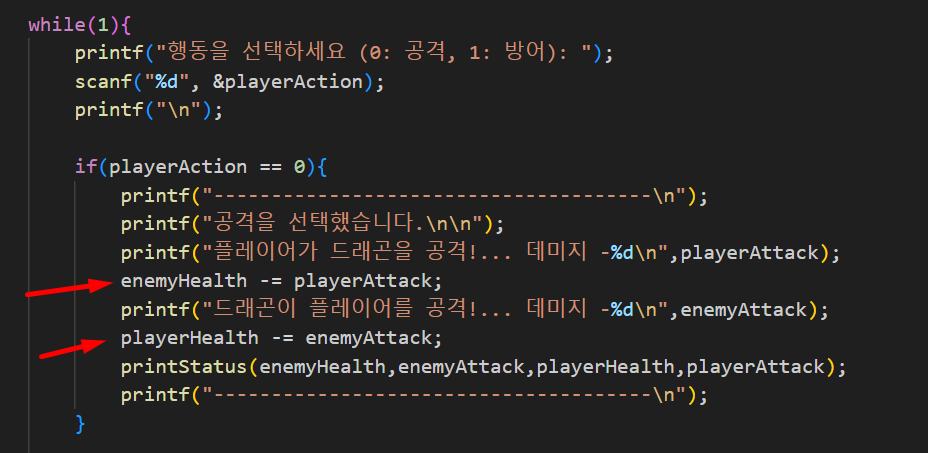 while(1){
printf("행동을 선택하세요 (0: 공격, 1: 방어): ");
scanf("%d", &playerAction);
printf("\n");
if(playerAction == 0){
printf("--------------------------------------\n");
printf("공격을 선택했습니다.\n\n");
printf("플레이어가 드래곤을 공격!... 데미지 -%d\n",playerAttack);
enemyHealth -= playerAttack;
printf("드래곤이 플레이어를 공격!... 데미지 -%d\n",enemyAttack);
playerHealth -= enemyAttack;
printStatus(enemyHealth,enemyAttack,playerHealth,playerAttack);
printf("--------------------------------------\n");
}